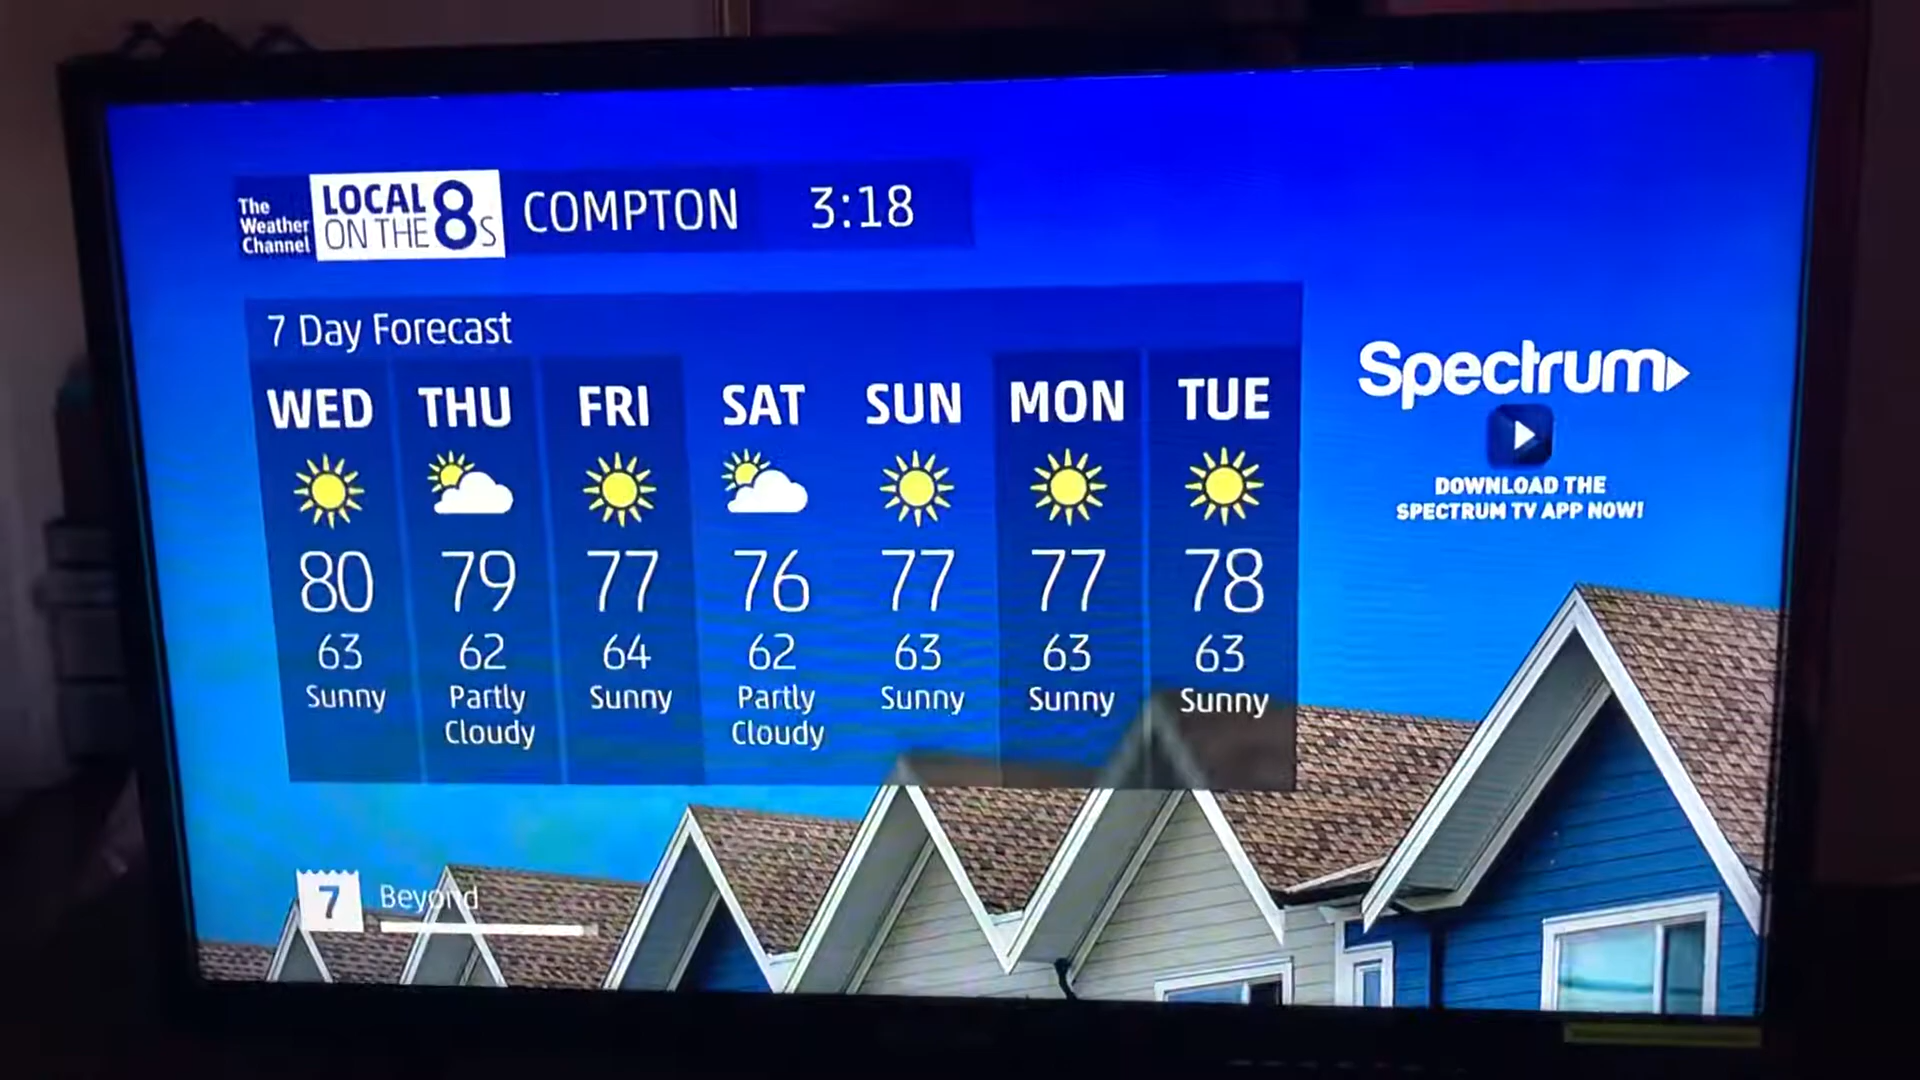 The Weather Channel
LOCAL ON THE 8s
COMPTON 3:18
7 Day Forecast
WED THU FRI SAT SUN MON TUE
80 79 77 76 77 77 78
63 62 64 62 63 63 63
Sunny Partly Cloudy Sunny Partly Cloudy Sunny Sunny Sunny
Spectrum
DOWNLOAD THE
SPECTRUM TV APP NOW!
7 Beyond